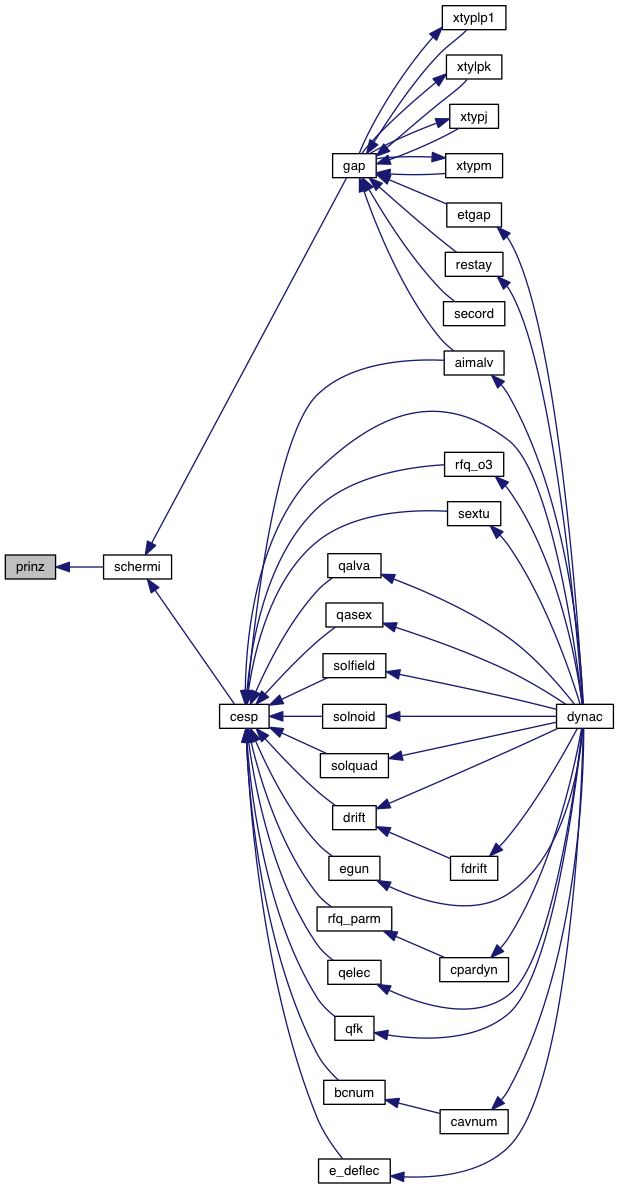 xtyplp1
xtylpk
xtypj
gap
xtypm
etgap
restay
secord
aimalv
rfq_o3
sextu
qalva
prinz
schermi
qasex
solfield
cesp
solnoid
dynac
solquad
drift
egun
fdrift
rfq_parm
qelec
cpardyn
qfk
bcnum
cavnum
e_deflec